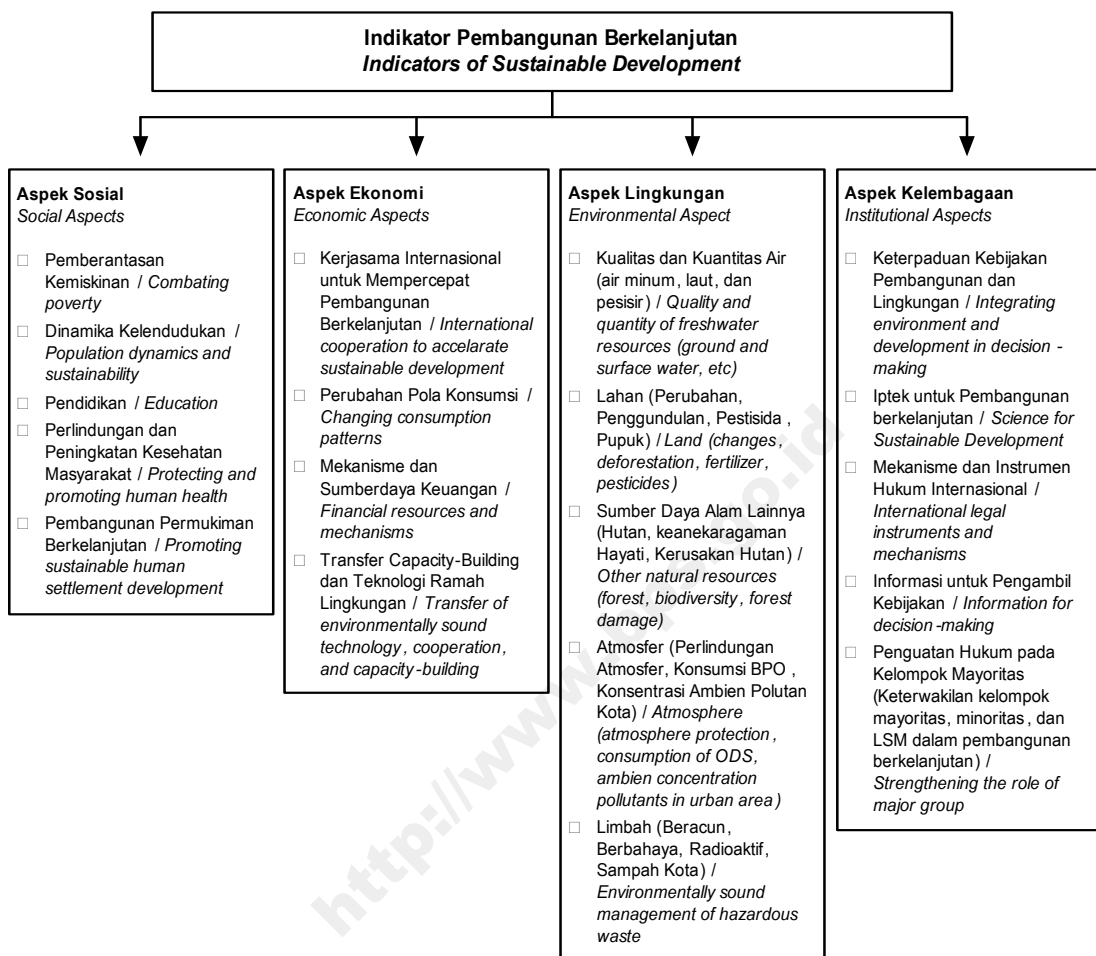 Indikator Pembangunan Berkelanjutan
Indicators of Sustainable Development
Aspek Sosial
Social Aspects
Pemberantasan
Kemiskinan / Combating
poverty
Dinamika Kelendudukan /
Population dynamics and
sustainability
Pendidikan / Education
Perlindungan dan
Peningkatan Kesehatan
Masyarakat / Protecting and
promoting human health
Pembangunan Permukiman
Berkelanjutan / Promoting
sustainable human
settlement development
Aspek Ekonomi
Economic Aspects
Kerjasama Internasional
untuk Mempercepat
Pembangunan
Berkelanjutan / International
cooperation to accelarate
sustainable development
Perubahan Pola Konsumsi /
Changing consumption
patterns
Mekanisme dan
Sumberdaya Keuangan /
Financial resources and
mechanisms
Transfer Capacity-Building
dan Teknologi Ramah
Lingkungan / Transfer of
environmentally sound
technology, cooperation,
and capacity-building
Aspek Lingkungan
Environmental Aspect
Kualitas dan Kuantitas Air
(air minum, laut, dan
pesisir) / Quality and
quantity of freshwater
resources (ground and
surface water, etc)
Lahan (Perubahan,
Penggundulan, Pestisida ,
Pupuk) / Land (changes,
deforestation, fertilizer,
pesticides)
Sumber Daya Alam Lainnya
(Hutan, keanekaragaman
Hayati, Kerusakan Hutan) /
Other natural resources
(forest, biodiversity, forest
damage)
Atmosfer (Perlindungan
Atmosfer, Konsumsi BPO ,
Konsentrasi Ambien Polutan
Kota) / Atmosphere
(atmosphere protection ,
consumption of ODS,
ambien concentration
pollutants in urban area )
Limbah (Beracun,
Berbahaya, Radioaktif,
Sampah Kota) /
Environmentally sound
management of hazardous
waste
Aspek Kelembagaan
Institutional Aspects
Keterpaduan Kebijakan
Pembangunan dan
Lingkungan / Integrating
environment and
development in decision -
making
Iptek untuk Pembangunan
berkelanjutan / Science for
Sustainable Development
Mekanisme dan Instrumen
Hukum Internasional /
International legal
instruments and
mechanisms
Informasi untuk Pengambil
Kebijakan / Information for
decision -making
Penguatan Hukum pada
Kelompok Mayoritas
(Keterwakilan kelompok
mayoritas, minoritas, dan
LSM dalam pembangunan
berkelanjutan) /
Strengthening the role of
major group
http://www.bps.go.id